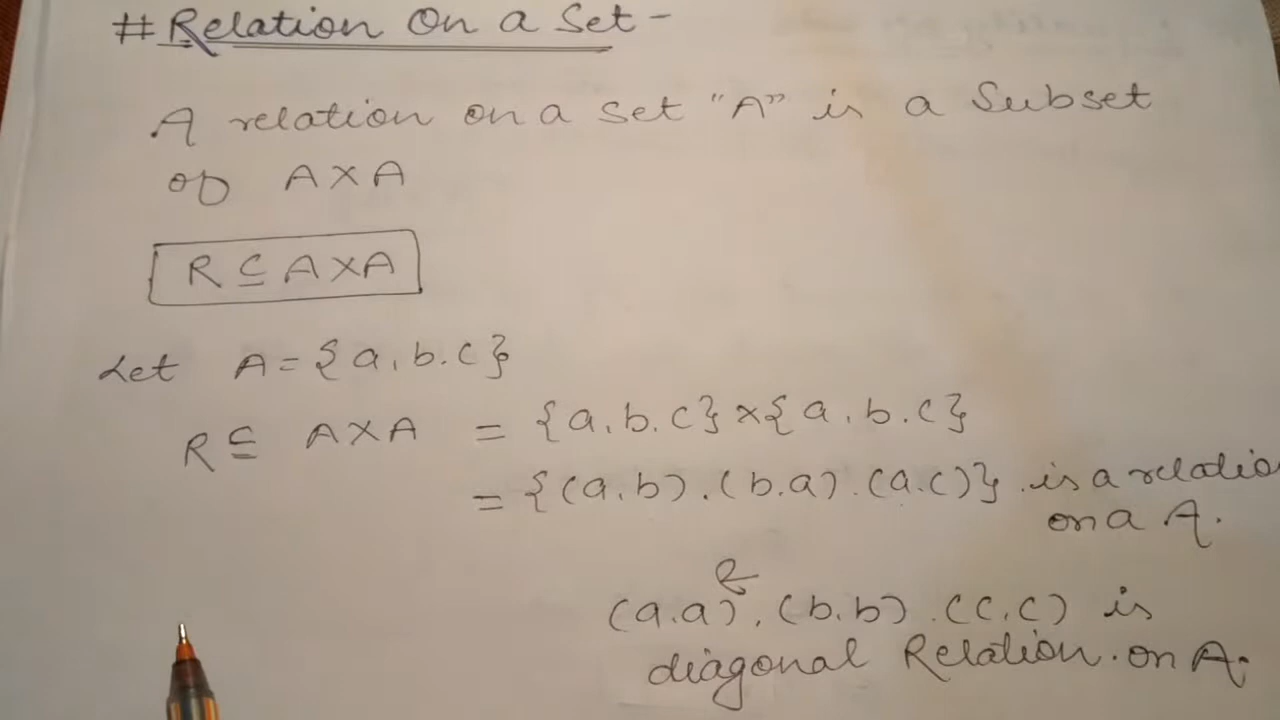 # Relation On a Set -
A relation on a set "A" is a Subset
of A×A
R ⊆ A×A
Let A = {a, b. c}
R ⊆ A×A = {a, b. c} × {a, b. c}
= {(a, b). (b.a). (a.c)} . is a relatio
on a A.
&
(a.a), (b.b) . (c.c) is
diagonal Relation. on A.